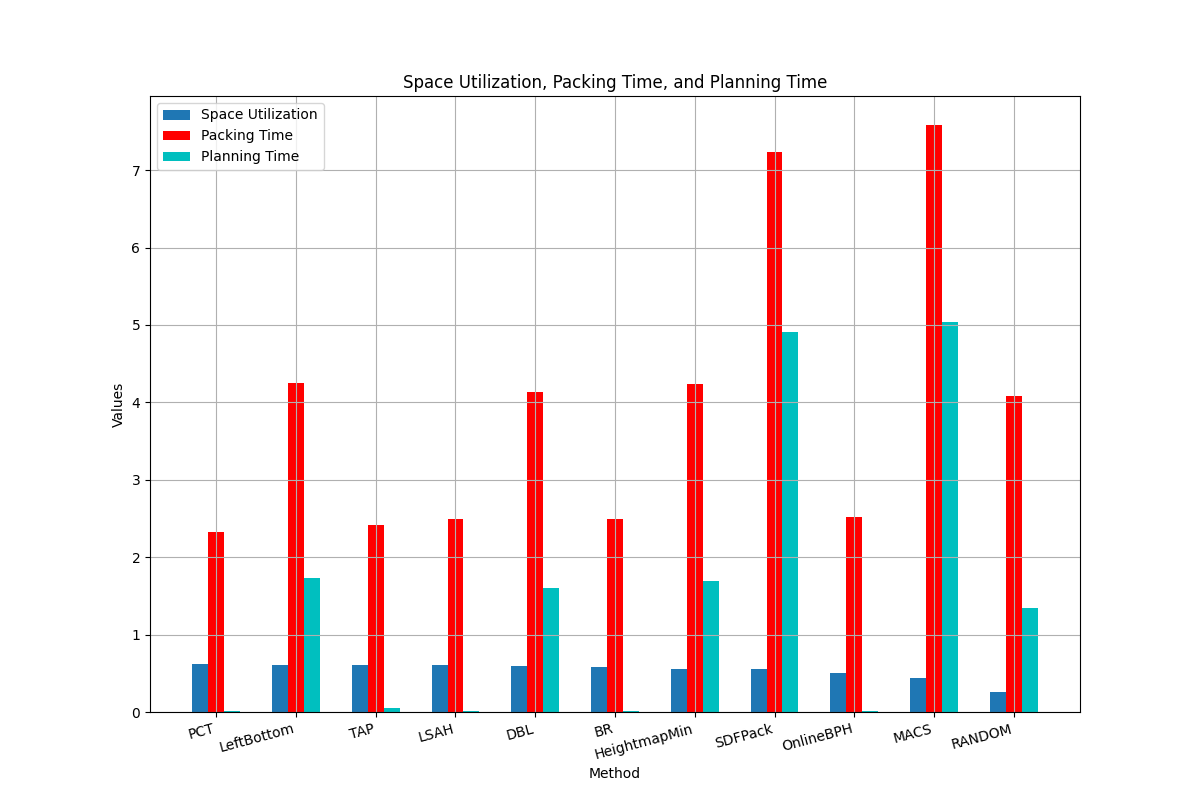 Space Utilization, Packing Time, and Planning Time
Space Utilization
Packing Time
Planning Time
Values
7
6
5
4
3
2
1
0
PCT
LeftBottom
TAP
LSAH
DBL
BR
HeightmapMin
SDFPack
OnlineBPH
MACS
RANDOM
Method